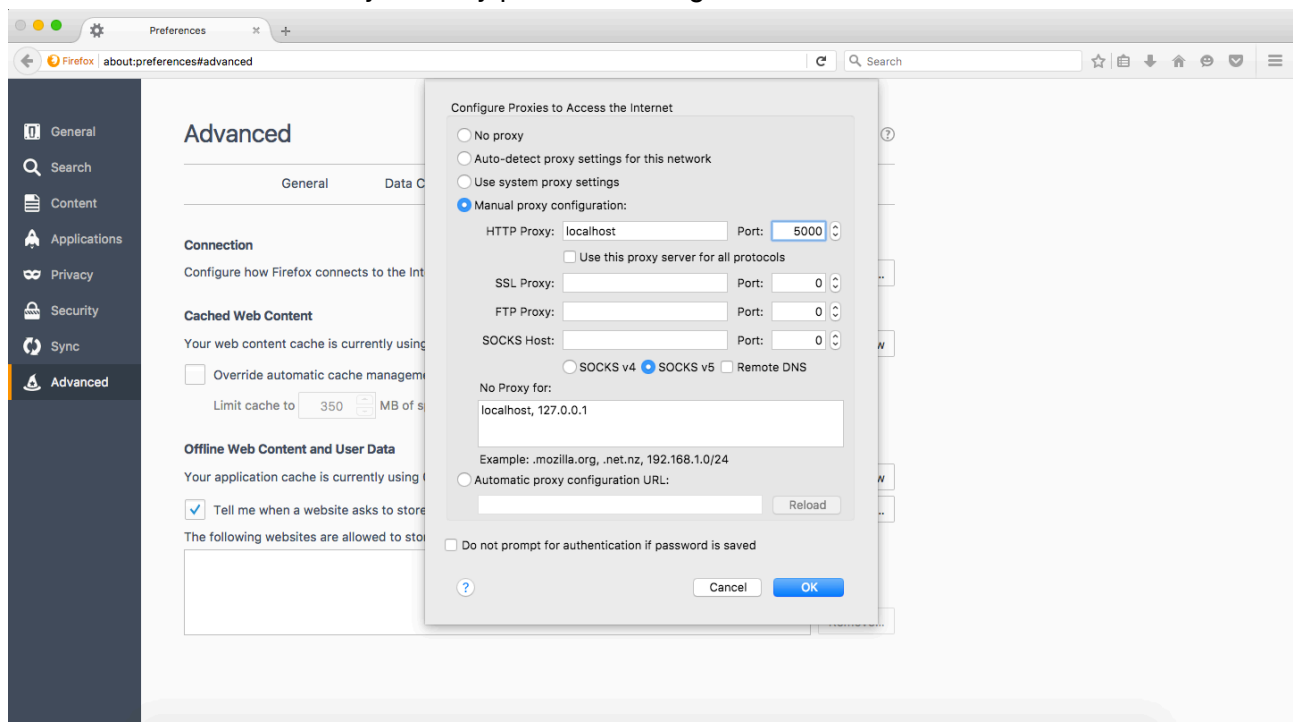 Preferences
Firefox about:preferences#advanced
Search
General
Search
Content
Applications
Privacy
Security
Sync
Advanced
Advanced
General Data C
Connection
Configure how Firefox connects to the Int
Cached Web Content
Your web content cache is currently using
Override automatic cache managem
Limit cache to 350 MB of s
Offline Web Content and User Data
Your application cache is currently using
Tell me when a website asks to store
The following websites are allowed to sto
Configure Proxies to Access the Internet
No proxy
Auto-detect proxy settings for this network
Use system proxy settings
Manual proxy configuration:
HTTP Proxy: localhost Port: 5000
Use this proxy server for all protocols
SSL Proxy: Port: 0
FTP Proxy: Port: 0
SOCKS Host: Port: 0
SOCKS v4 SOCKS v5 Remote DNS
No Proxy for:
localhost, 127.0.0.1
Example: .mozilla.org, .net.nz, 192.168.1.0/24
Automatic proxy configuration URL:
Reload
Do not prompt for authentication if password is saved
? Cancel OK